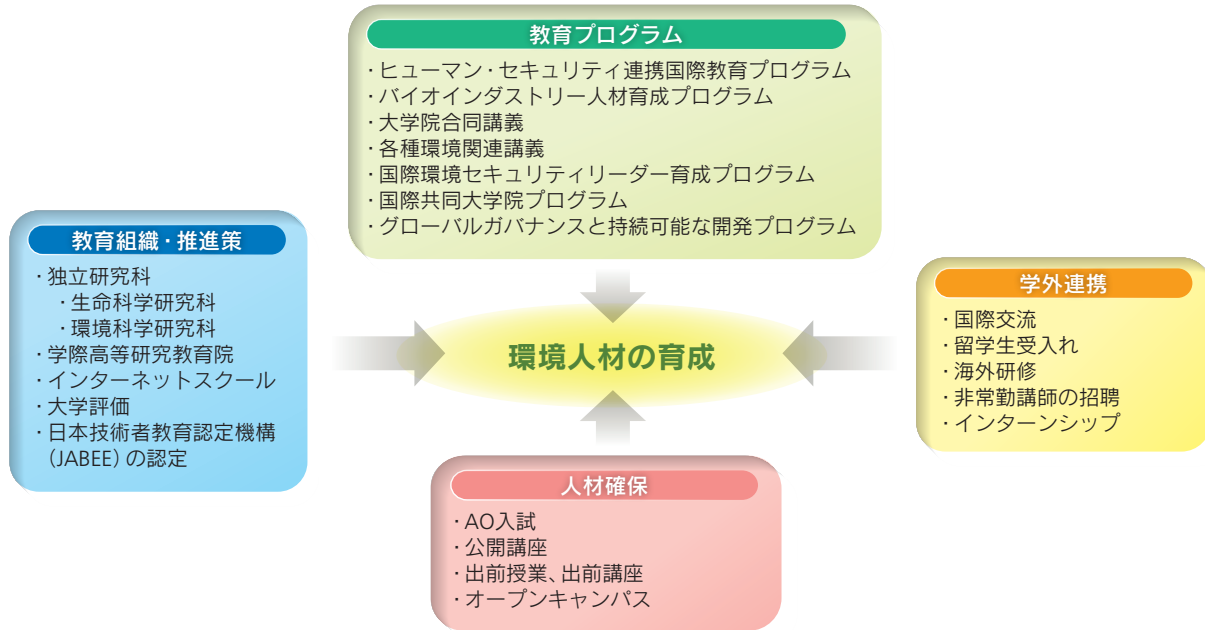 教育プログラム
・ヒューマン・セキュリティ連携国際教育プログラム
・バイオインダストリー人材育成プログラム
・大学院合同講義
・各種環境関連講義
・国際環境セキュリティリーダー育成プログラム
・国際共同大学院プログラム
・グローバルガバナンスと持続可能な開発プログラム
教育組織・推進策
・独立研究科
・生命科学研究科
・環境科学研究科
・学際高等研究教育院
・インターネットスクール
・大学評価
・日本技術者教育認定機構
（JABEE）の認定
環境人材の育成
学外連携
・国際交流
・留学生受入れ
・海外研修
・非常勤講師の招聘
・インターンシップ
人材確保
・AO入試
・公開講座
・出前授業、出前講座
・オープンキャンパス